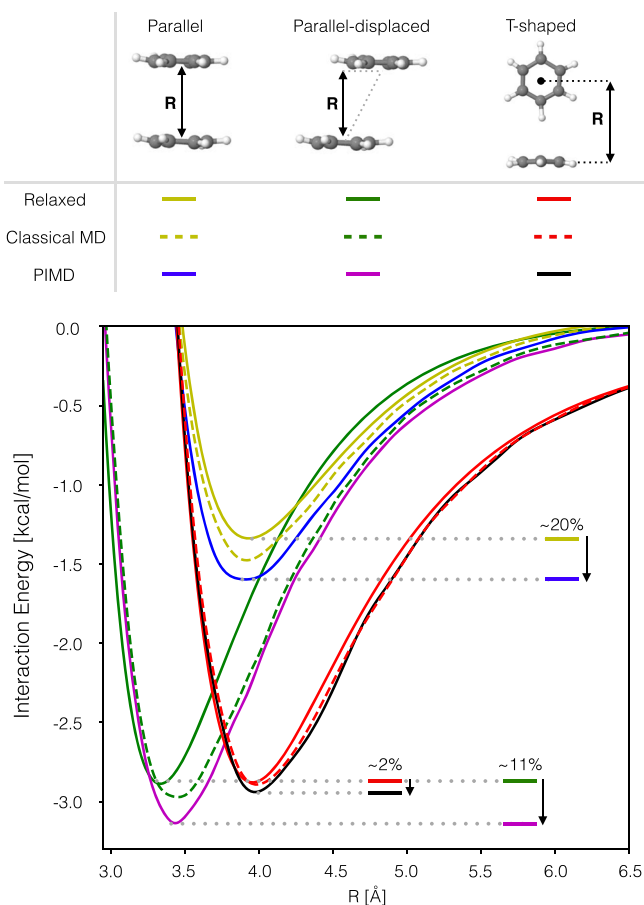 Parallel Parallel-displaced T-shaped
R R R
Relaxed
Classical MD
PIMD
0.0
-0.5
-1.0
~20%
-1.5
-2.0
-2.5
~2% ~11%
-3.0
Interaction Energy [kcal/mol]
3.0 3.5 4.0 4.5 5.0 5.5 6.0 6.5
R [Å]